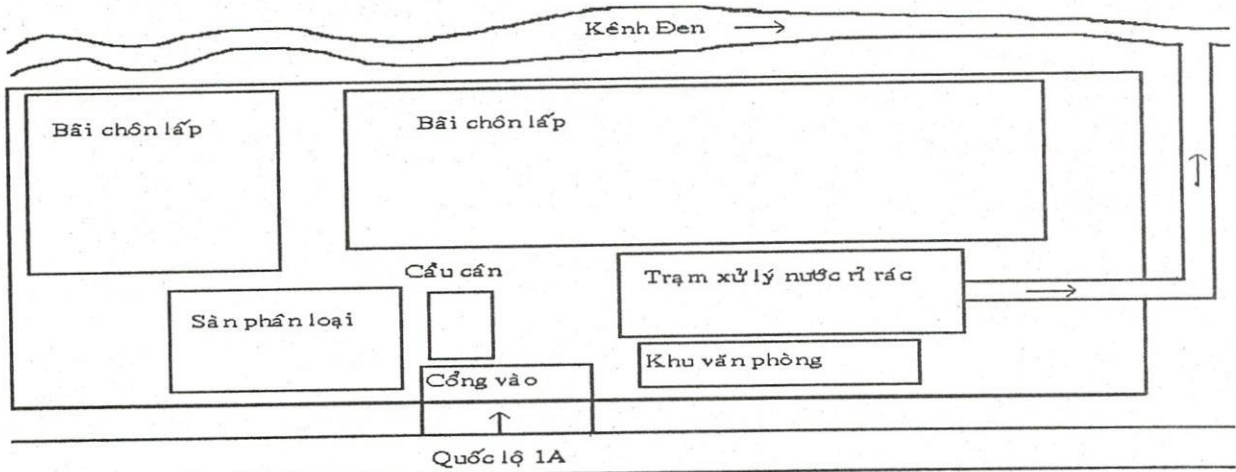 Kênh Đen
Bãi chôn lấp
Bãi chôn lấp
Cầu cân
Trạm xử lý nước rỉ rác
Sàn phân loại
Khu văn phòng
Cổng vào
Quốc lộ 1A